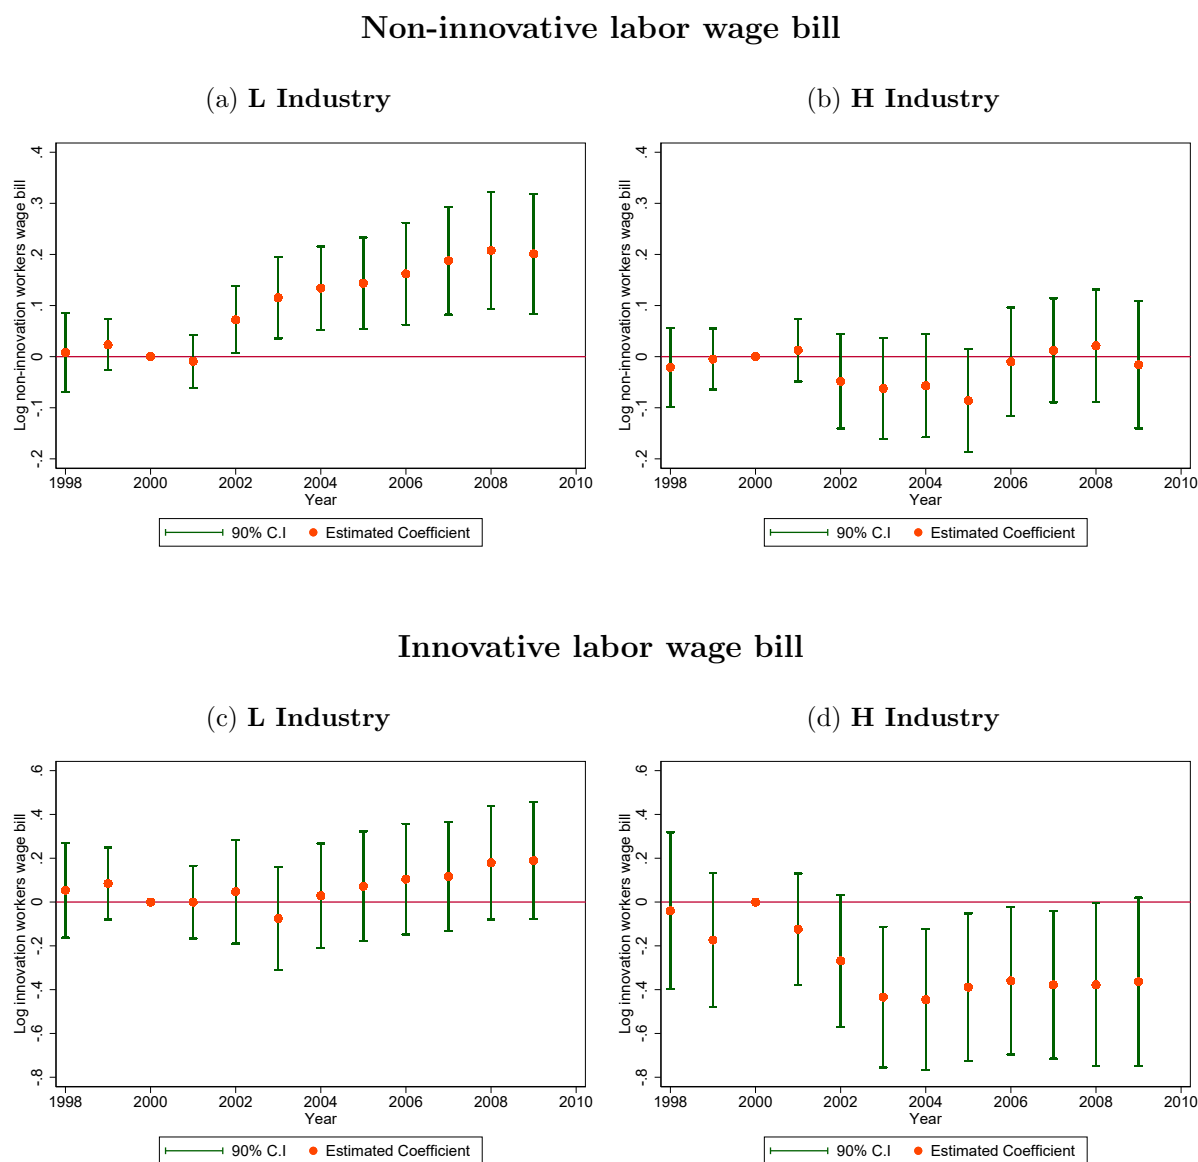 Non-innovative labor wage bill
(a) L Industry
(b) H Industry
Log non-innovation workers wage bill
.4
.3
.2
.1
0
-.1
-.2
1998
2000
2002
2004
2006
2008
2010
Year
90% C.I
Estimated Coefficient
Log non-innovation workers wage bill
.4
.3
.2
.1
0
-.1
-.2
1998
2000
2002
2004
2006
2008
2010
Year
90% C.I
Estimated Coefficient
Innovative labor wage bill
(c) L Industry
(d) H Industry
Log innovation workers wage bill
.6
.4
.2
0
-.2
-.4
-.6
-.8
1998
2000
2002
2004
2006
2008
2010
Year
90% C.I
Estimated Coefficient
Log innovation workers wage bill
.6
.4
.2
0
-.2
-.4
-.6
-.8
1998
2000
2002
2004
2006
2008
2010
Year
90% C.I
Estimated Coefficient